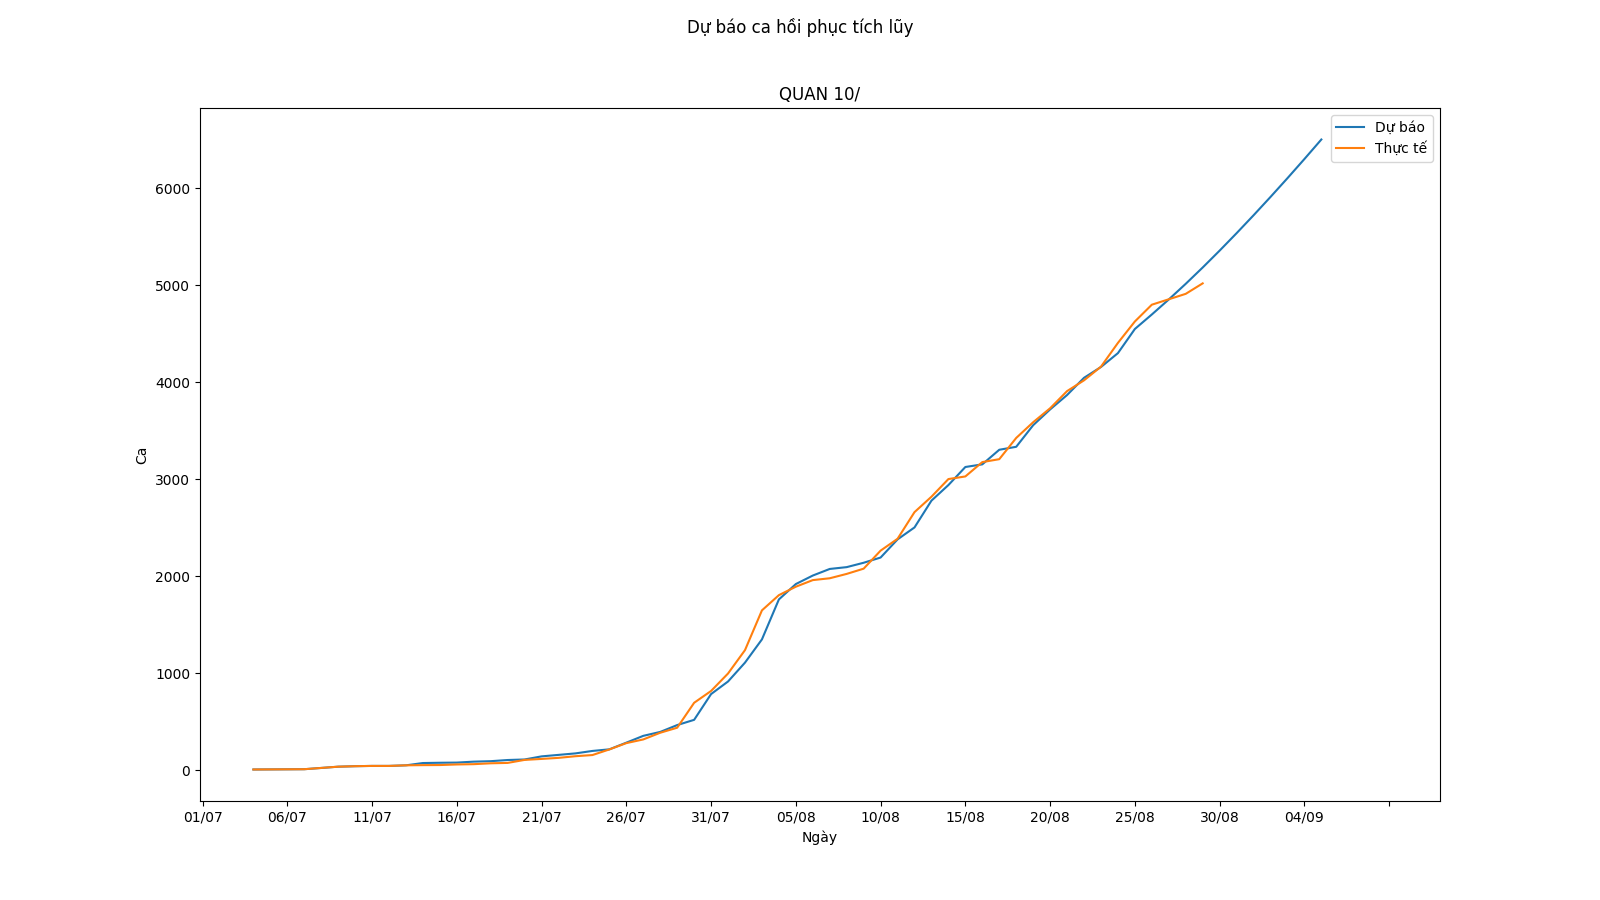 Dự báo ca hồi phục tích lũy
QUAN 10/
Dự báo
Thực tế
6000
5000
4000
3000
2000
1000
0
Ca
01/07 06/07 11/07 16/07 21/07 26/07 31/07 05/08 10/08 15/08 20/08 25/08 30/08 04/09
Ngày